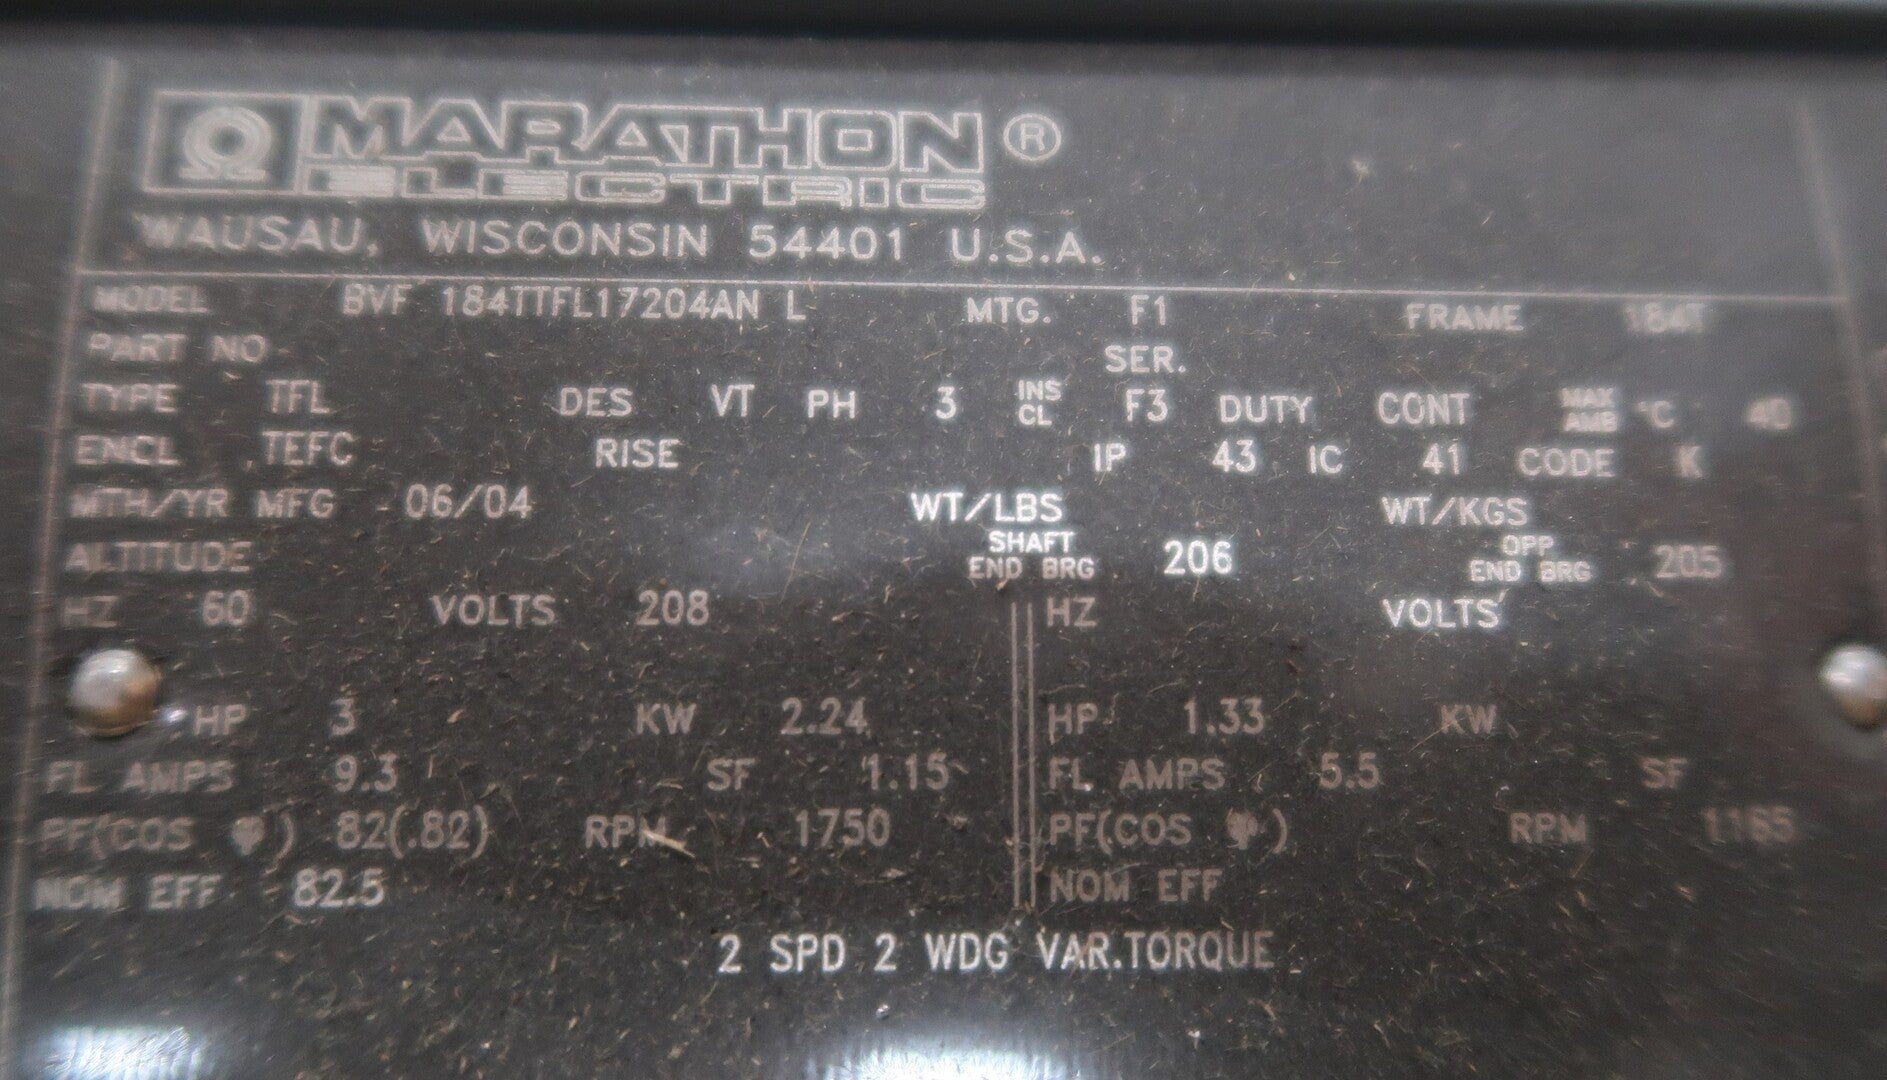 MARATHON ®
ELECTRIC
WAUSAU, WISCONSIN 54401 U.S.A.
MODEL BVF 184TTFL17204AN L MTG. F1 FRAME 184T
PART NO SER.
TYPE TFL DES VT PH 3 INS CL F3 DUTY CONT MAX AMB °C 40
ENCL TEFC RISE IP 43 IC 41 CODE K
MTH/YR MFG 06/04 WT/LBS WT/KGS
ALTITUDE SHAFT END BRG 206 OPP END BRG 205
HZ 60 VOLTS 208 HZ VOLTS
HP 3 KW 2.24 HP 1.33 KW
FL AMPS 9.3 SF 1.15 FL AMPS 5.5 SF
PF(COS φ) 82(.82) RPM 1750 PF(COS φ) RPM 1165
NOM EFF 82.5 NOM EFF
2 SPD 2 WDG VAR.TORQUE